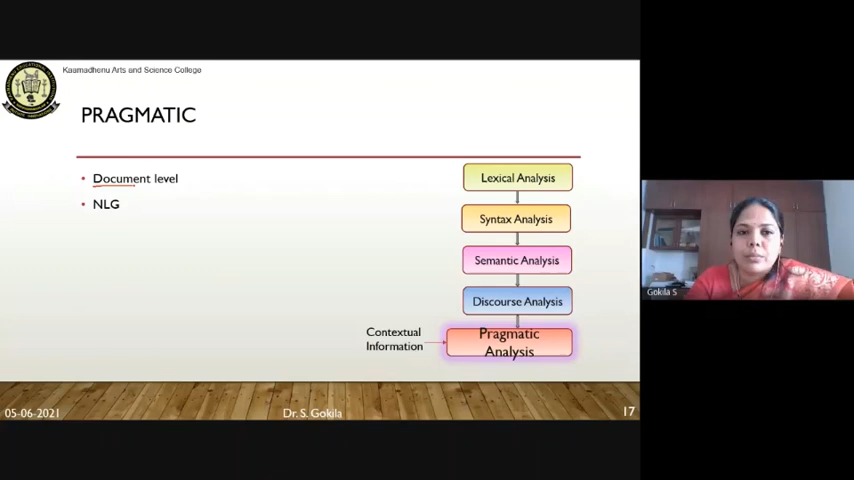 Kaamadhenu Arts and Science College
PRAGMATIC
• Document level
• NLG
Lexical Analysis
Syntax Analysis
Semantic Analysis
Discourse Analysis
Contextual
Information
Pragmatic
Analysis
05-06-2021
Dr. S. Gokila
17
Gokila S